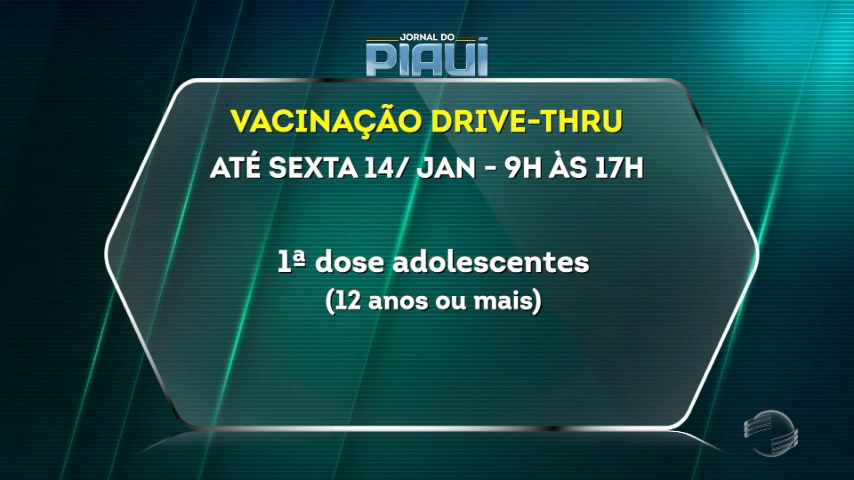 JORNAL DO
PIAUÍ
VACINAÇÃO DRIVE-THRU
ATÉ SEXTA 14/ JAN - 9H ÀS 17H
1ª dose adolescentes
(12 anos ou mais)